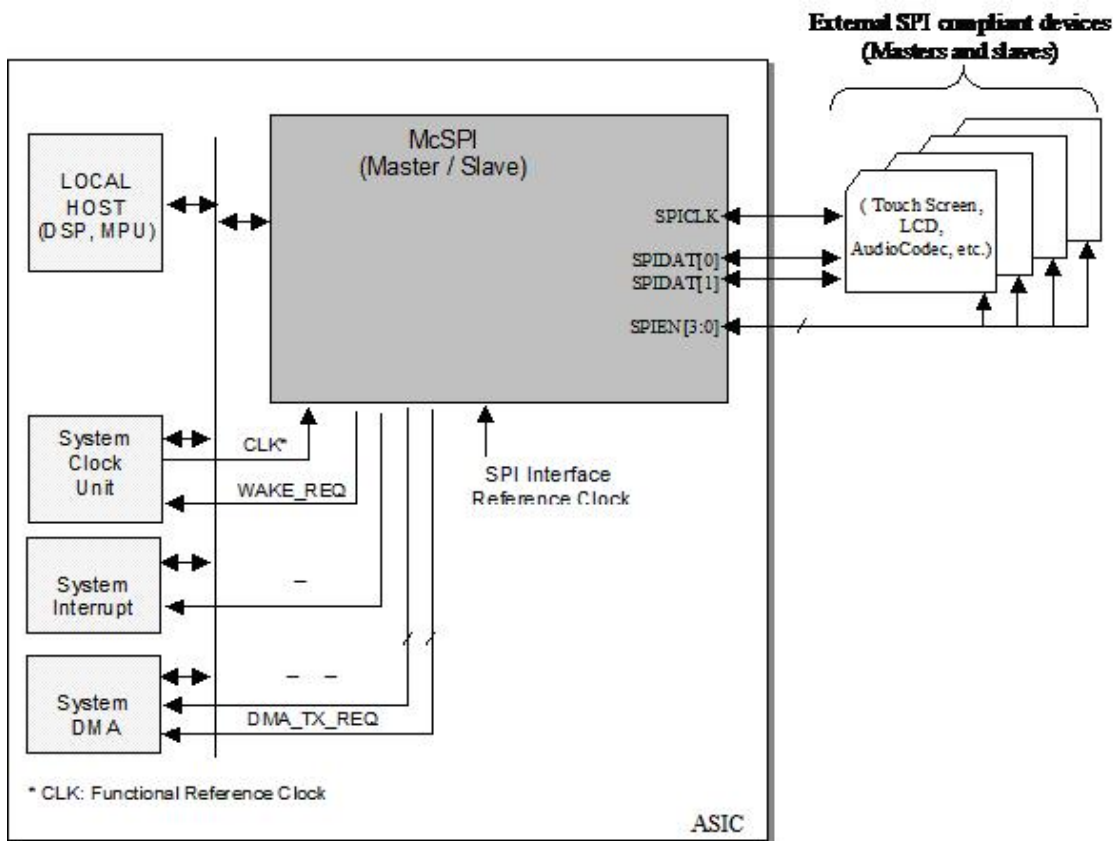 External SPI compliant devices
(Masters and slaves)
McSPI
(Master / Slave)
LOCAL
HOST
(DSP, MPU)
SPICLK
SPIDAT[0]
SPIDAT[1]
SPIEN[3:0]
( Touch Screen,
LCD,
AudioCodec, etc.)
System
Clock
Unit
CLK*
WAKE_REQ
SPI Interface
Reference Clock
System
Interrupt
System
DMA
DMA_TX_REQ
* CLK: Functional Reference Clock
ASIC